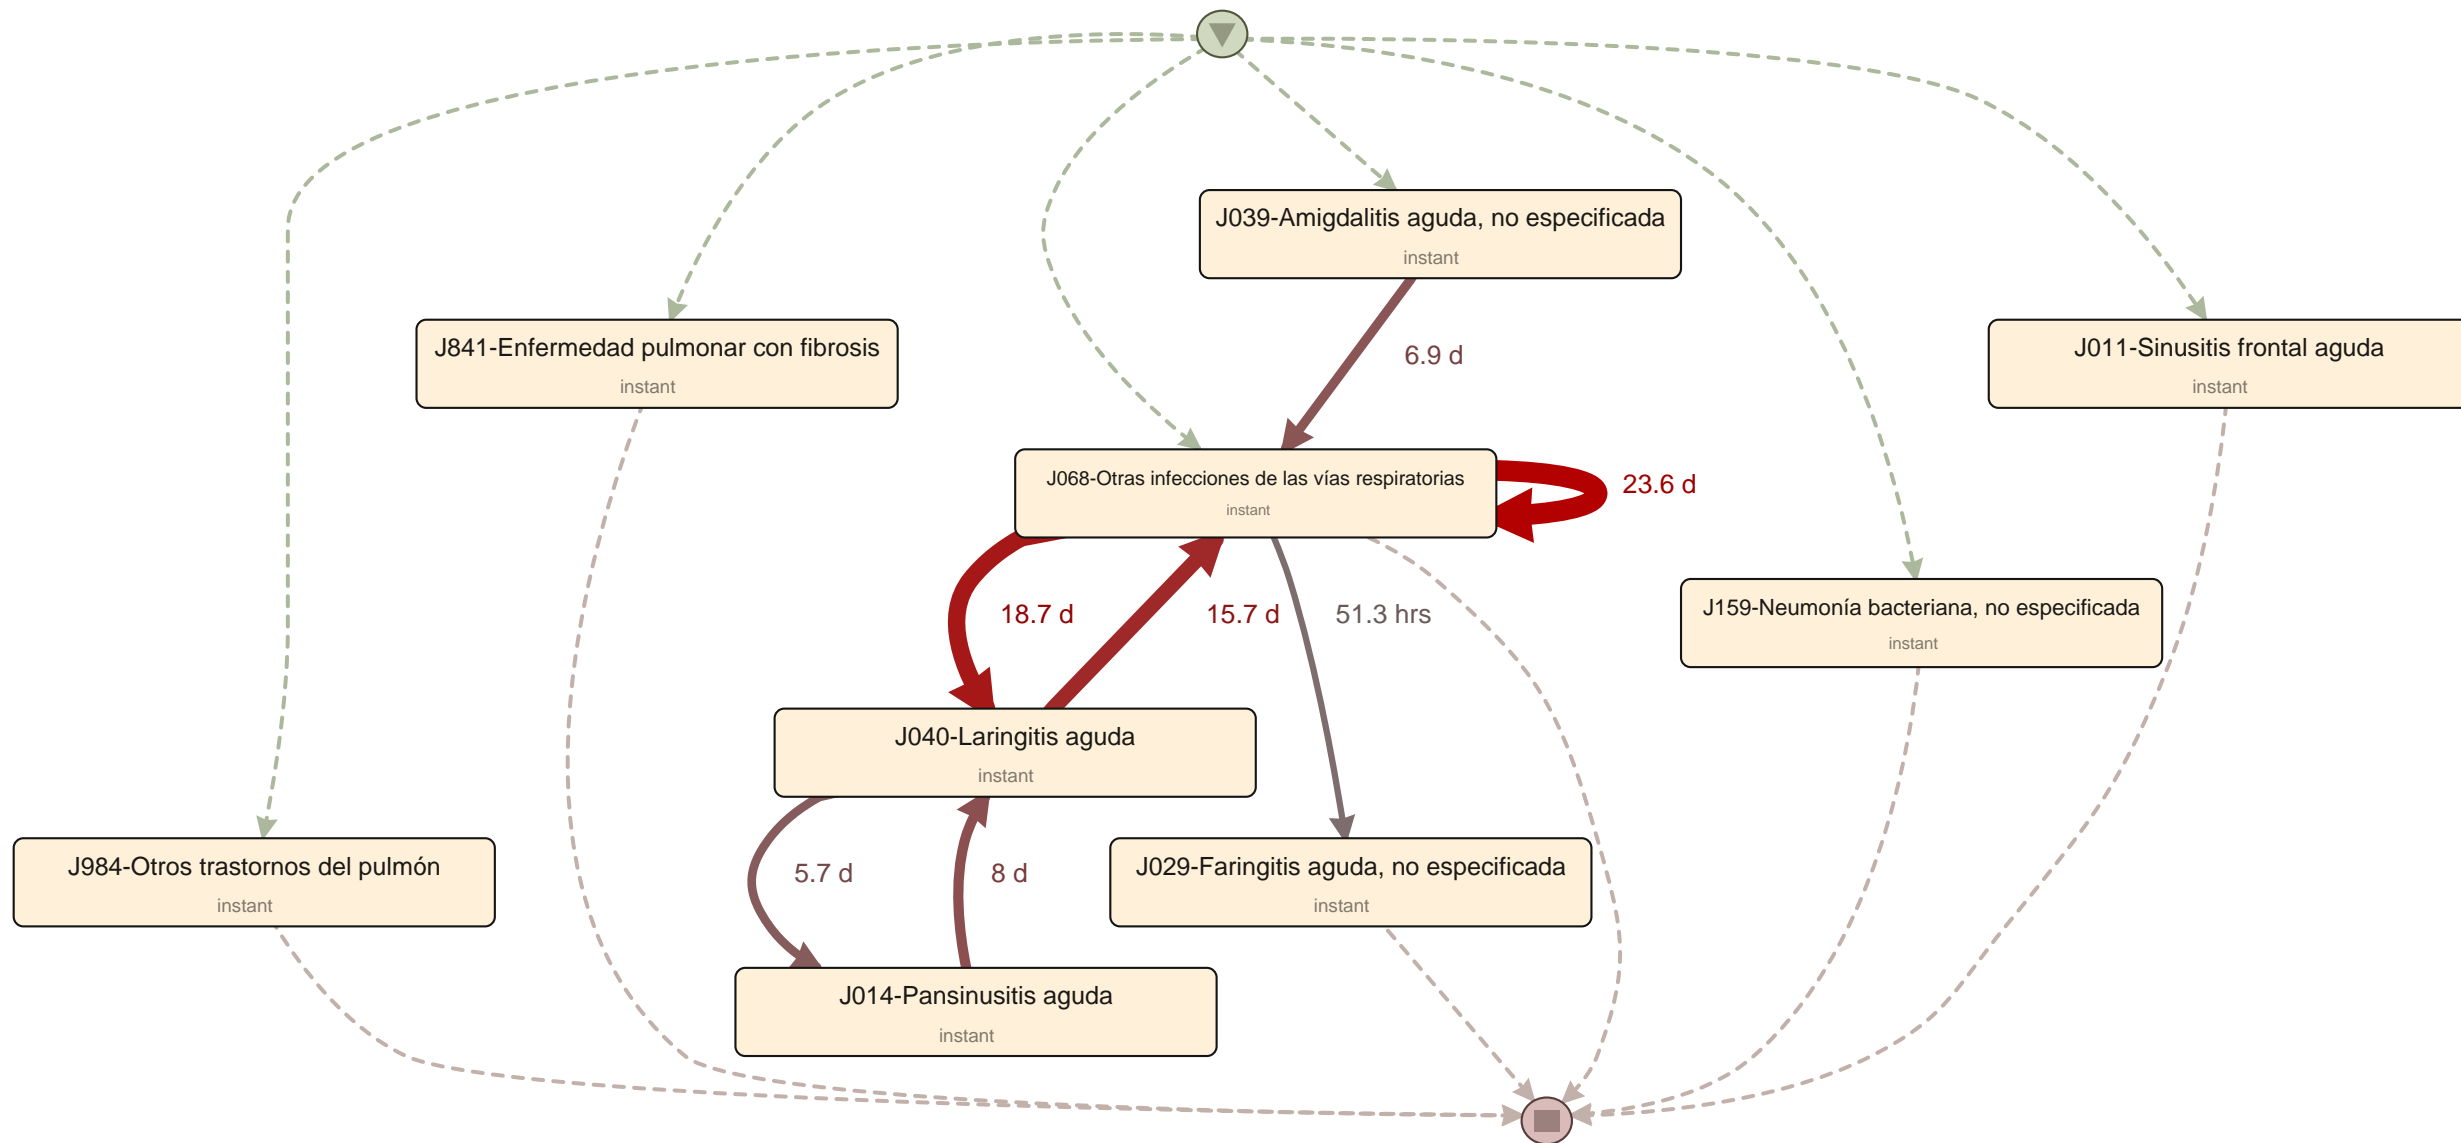 J039-Amigdalitis aguda, no especificada
instant
J841-Enfermedad pulmonar con fibrosis
instant
6.9 d
J011-Sinusitis frontal aguda
instant
J068-Otras infecciones de las vías respiratorias
instant
23.6 d
18.7 d
15.7 d
51.3 hrs
J159-Neumonía bacteriana, no especificada
instant
J040-Laringitis aguda
instant
J984-Otros trastornos del pulmón
instant
5.7 d
8 d
J029-Faringitis aguda, no especificada
instant
J014-Pansinusitis aguda
instant